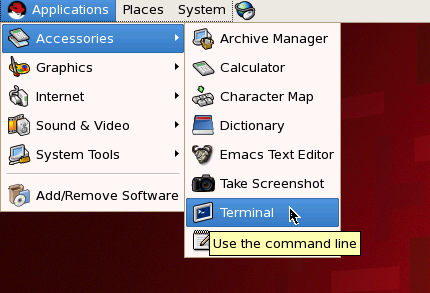 Applications Places System
Accessories
Graphics
Internet
Sound & Video
System Tools
Add/Remove Software
Archive Manager
Calculator
Character Map
Dictionary
Emacs Text Editor
Take Screenshot
Terminal
Use the command line